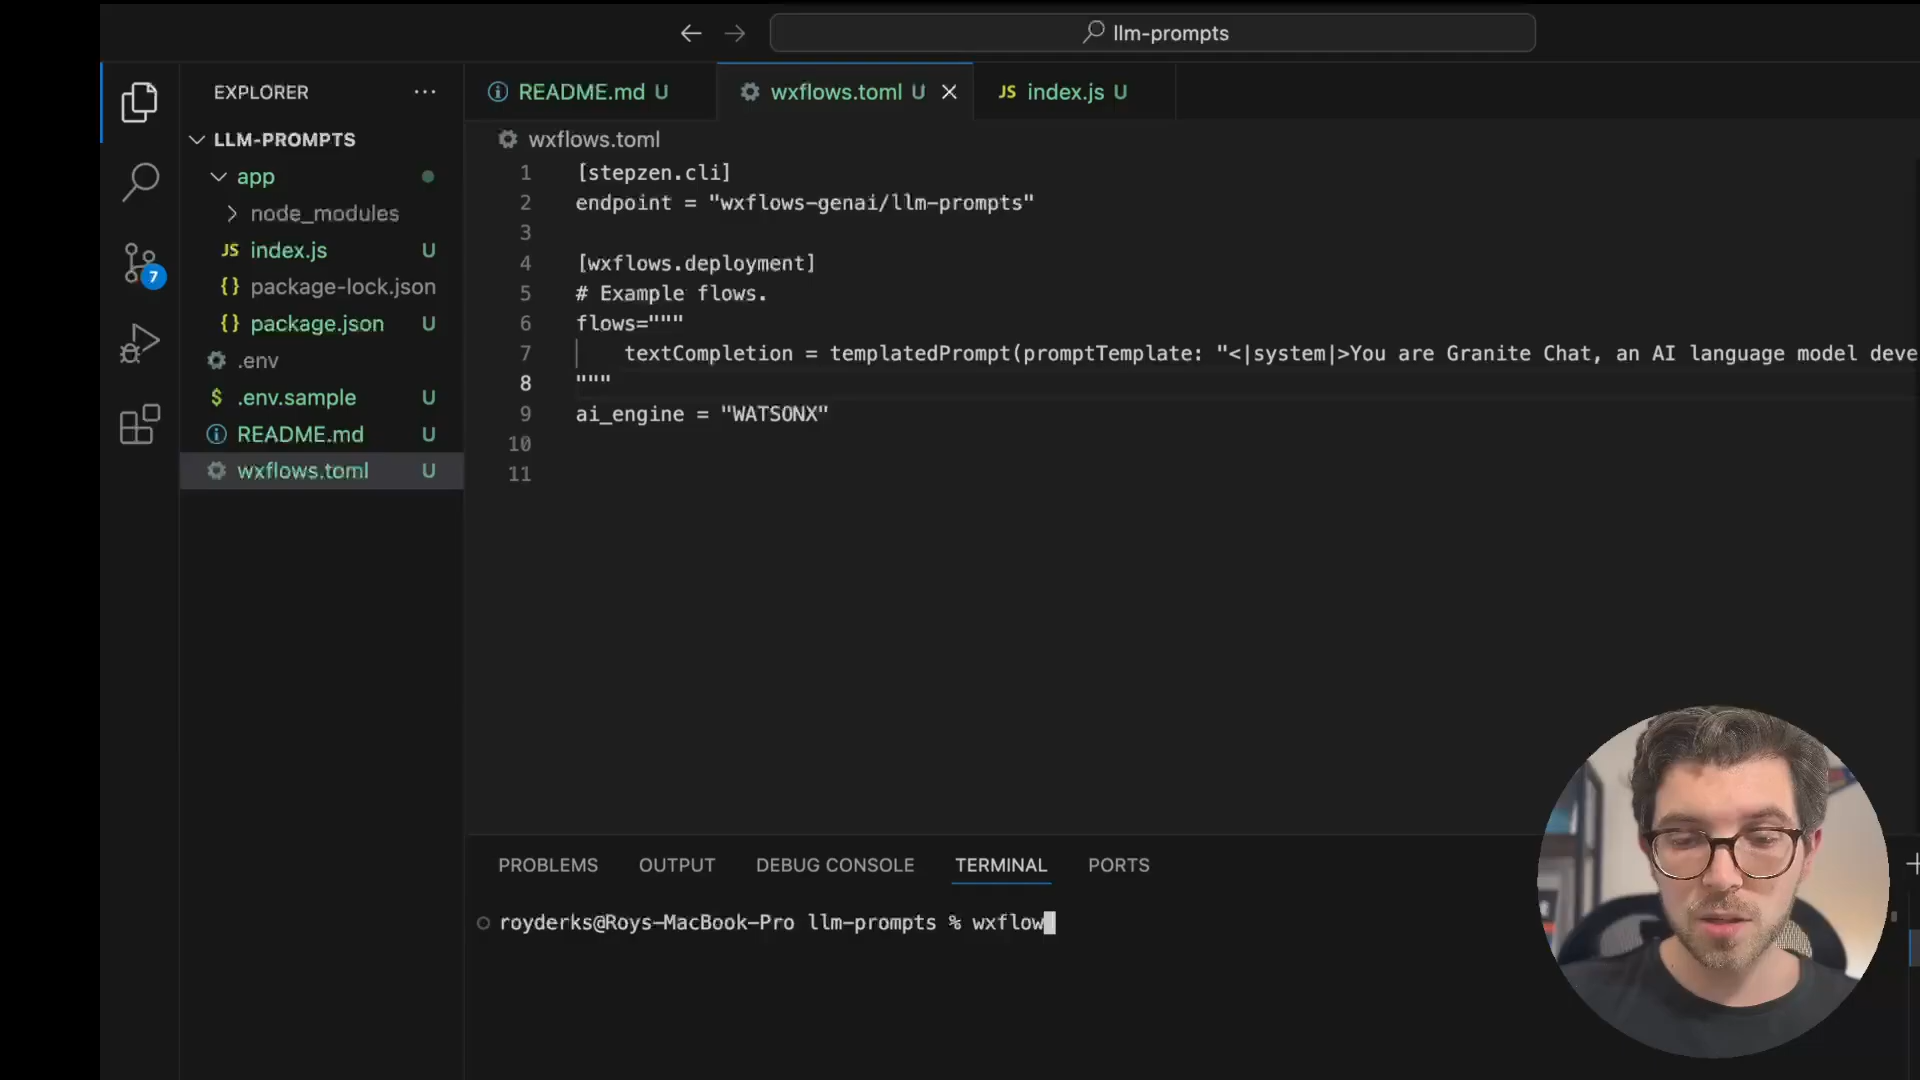 llm-prompts
EXPLORER ...
README.md U
wxflows.toml U
JS index.js U
LLM-PROMPTS
app
node_modules
JS index.js U
{} package-lock.json
{} package.json U
.env
$ .env.sample U
README.md U
wxflows.toml U
7
wxflows.toml
1 [stepzen.cli]
2 endpoint = "wxflows-genai/llm-prompts"
3
4 [wxflows.deployment]
5 # Example flows.
6 flows="""
7 textCompletion = templatedPrompt(promptTemplate: "<|system|>You are Granite Chat, an AI language model deve
8 """
9 ai_engine = "WATSONX"
10
11
PROBLEMS OUTPUT DEBUG CONSOLE TERMINAL PORTS
royderks@Roys-MacBook-Pro llm-prompts % wxflow